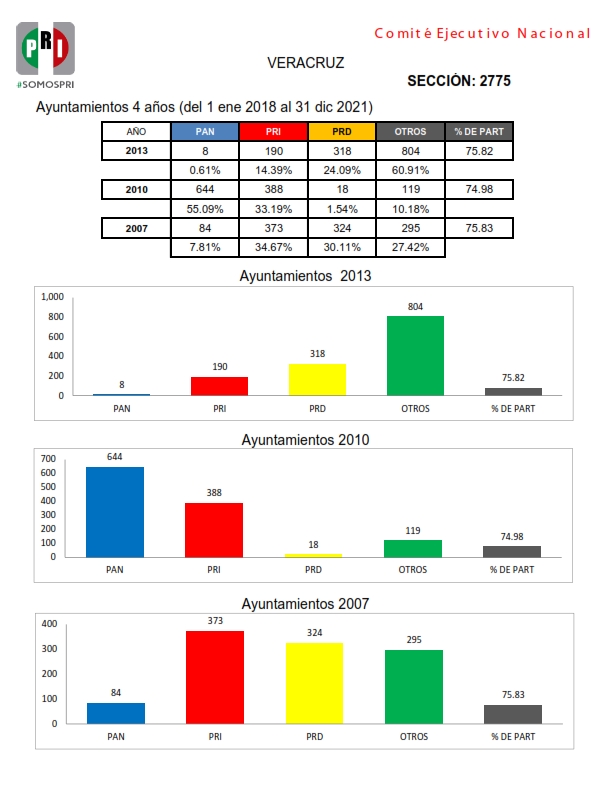 PRI
#SOMOSPRI
Comité Ejecutivo Nacional
VERACRUZ
SECCIÓN: 2775
Ayuntamientos 4 años (del 1 ene 2018 al 31 dic 2021)
AÑO PAN PRI PRD OTROS % DE PART
2013 8 190 318 804 75.82
0.61% 14.39% 24.09% 60.91%
2010 644 388 18 119 74.98
55.09% 33.19% 1.54% 10.18%
2007 84 373 324 295 75.83
7.81% 34.67% 30.11% 27.42%
Ayuntamientos 2013
1,000
800
600
400
200
0
8 190 318 804 75.82
PAN PRI PRD OTROS % DE PART
Ayuntamientos 2010
700
600
500
400
300
200
100
0
644 388 18 119 74.98
PAN PRI PRD OTROS % DE PART
Ayuntamientos 2007
400
300
200
100
0
84 373 324 295 75.83
PAN PRI PRD OTROS % DE PART